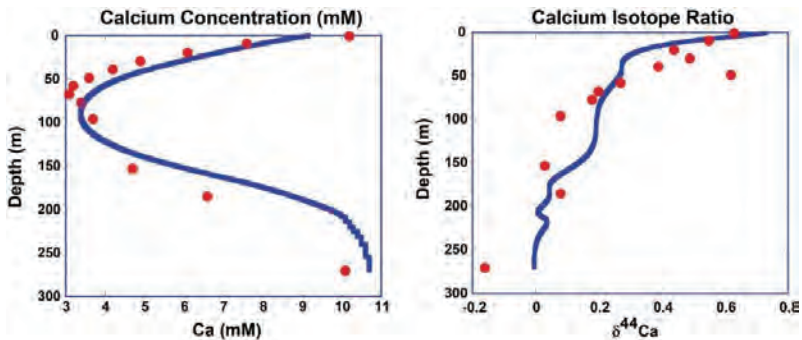 Calcium Concentration (mM)
0
50
100
150
200
250
300
Depth (m)
3 4 5 6 7 8 9 10 11
Ca (mM)
Calcium Isotope Ratio
0
50
100
150
200
250
300
Depth (m)
-0.2 0 0.2 0.4 0.6 0.8
δ44Ca